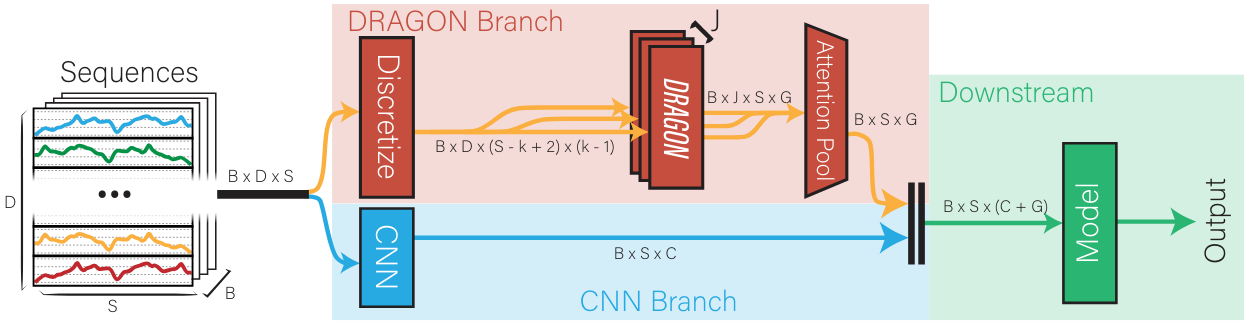 DRAGON Branch
J
Sequences
Discretize
DRAGON
Attention Pool
Downstream
B x J x S x G
B x S x G
B x D x (S - k + 2) x (k - 1)
B x D x S
D
•••
B x S x (C + G)
Model
Output
CNN
B x S x C
B
S
CNN Branch